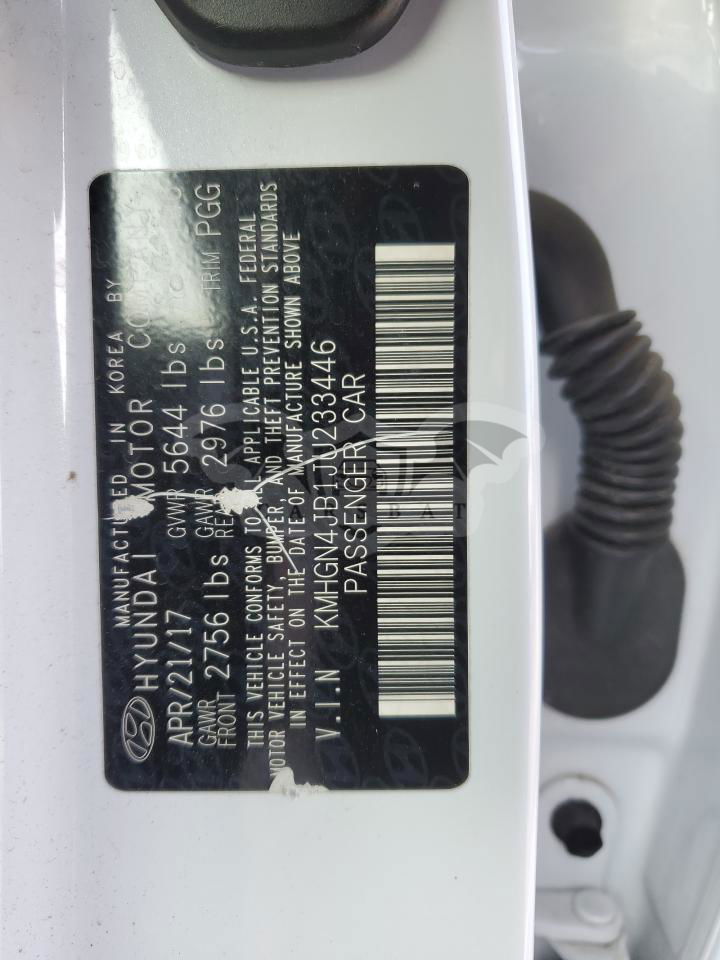 MANUFACTURED IN KOREA BY
HYUNDAI MOTOR COMPANY
APR/21/17 GVWR 5644 lbs
GAWR FRONT 2756 lbs GAWR 2976 lbs TRIM PGG
THIS VEHICLE CONFORMS TO ALL APPLICABLE U.S.A. FEDERAL
MOTOR VEHICLE SAFETY, BUMPER, AND THEFT PREVENTION STANDARDS
IN EFFECT ON THE DATE OF MANUFACTURE SHOWN ABOVE
V.I.N KMHGN4JB1JU233446
PASSENGER CAR